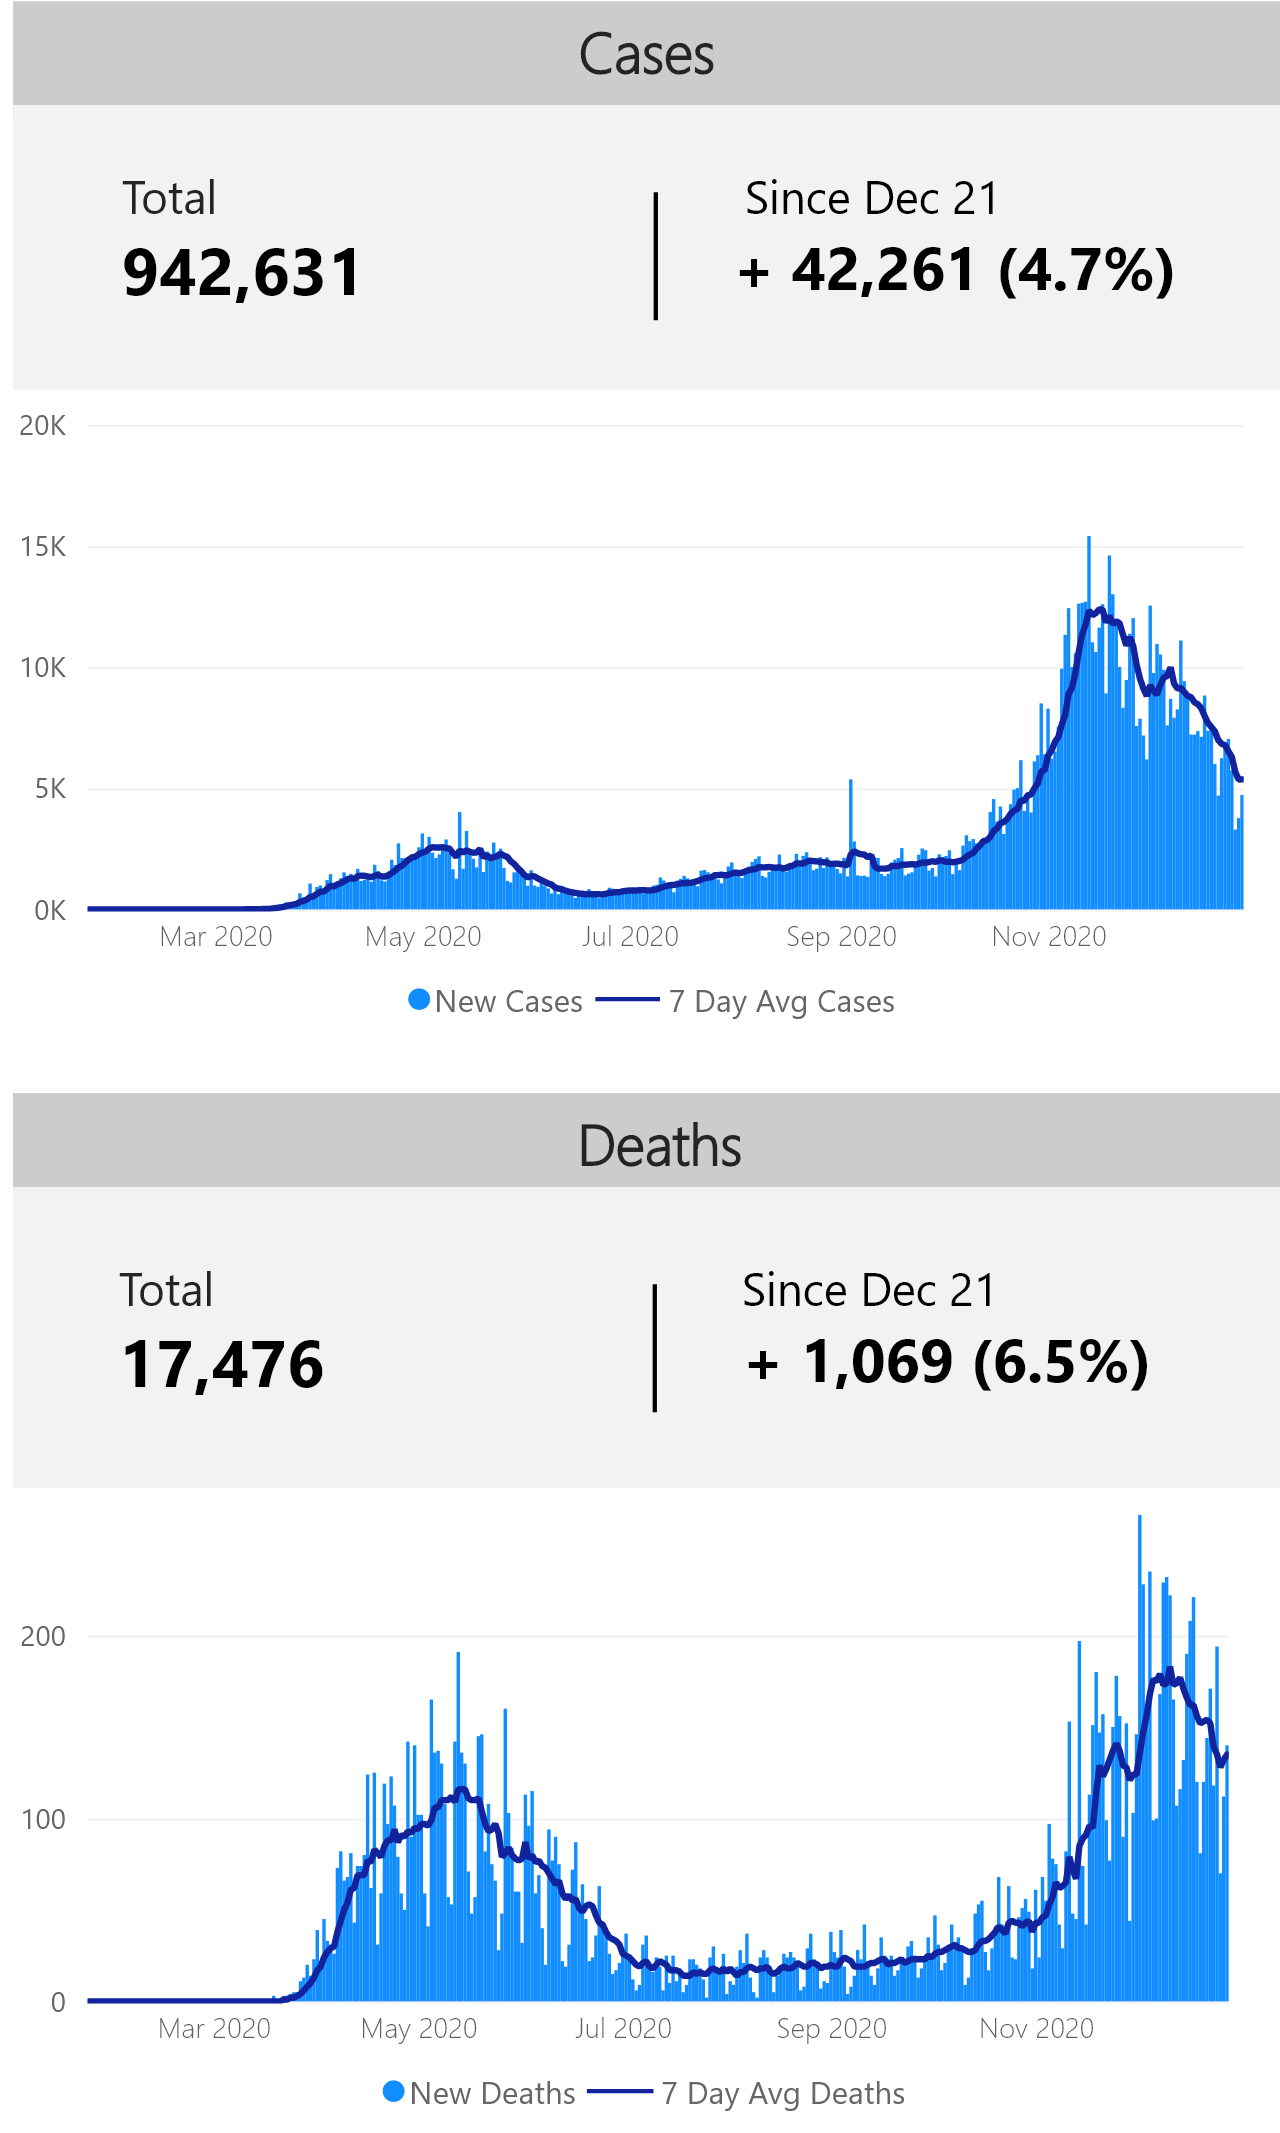 Cases
Total
Since Dec 21
942,631
+ 42,261 (4.7%)
20K
15K
10K
5K
0K
Mar 2020 May 2020 Jul 2020 Sep 2020 Nov 2020
New Cases 7 Day Avg Cases
Deaths
Total
Since Dec 21
17,476
+ 1,069 (6.5%)
200
100
0
Mar 2020 May 2020 Jul 2020 Sep 2020 Nov 2020
New Deaths 7 Day Avg Deaths